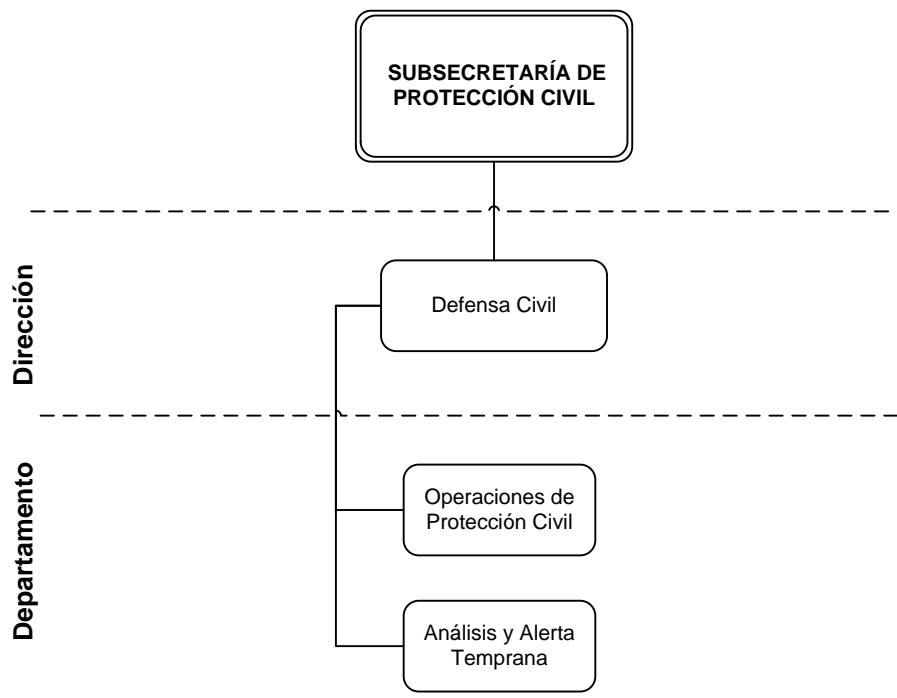 SUBSECRETARÍA DE
PROTECCIÓN CIVIL
Dirección
Defensa Civil
Departamento
Operaciones de
Protección Civil
Análisis y Alerta
Temprana